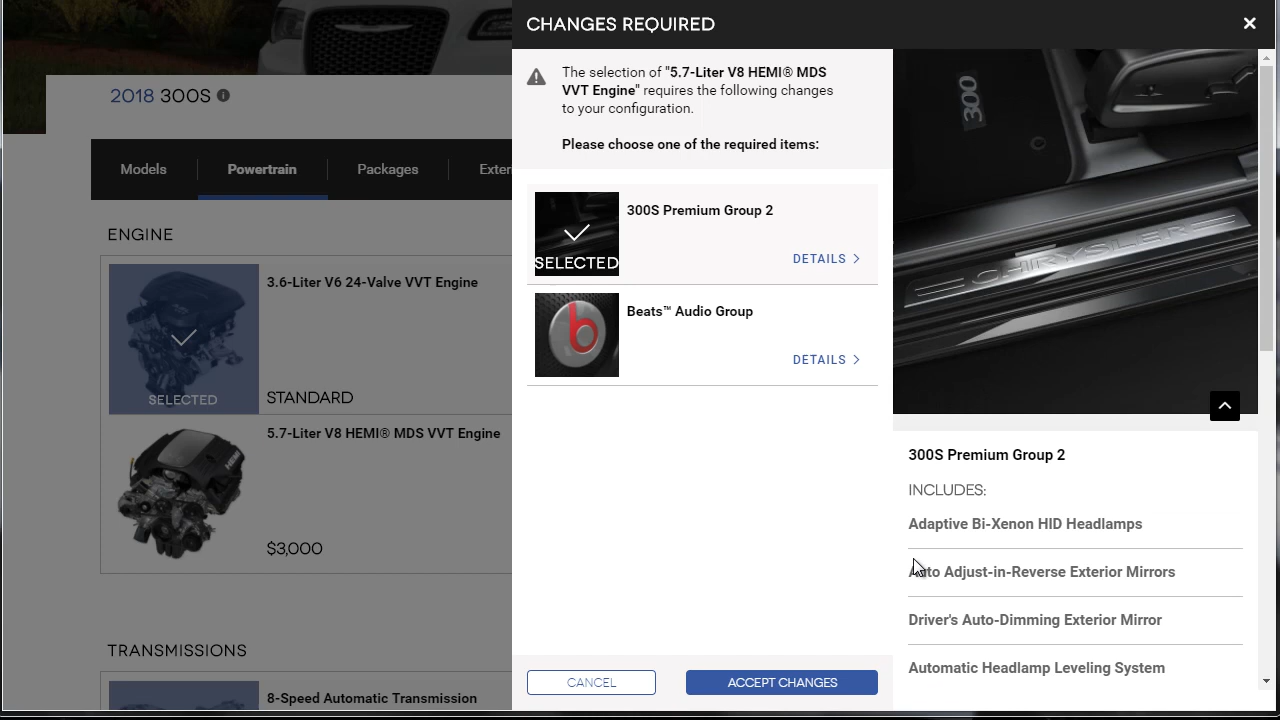 CHANGES REQUIRED
The selection of "5.7-Liter V8 HEMI® MDS
VVT Engine" requires the following changes
to your configuration.
Please choose one of the required items:
300S Premium Group 2
SELECTED
DETAILS
Beats™ Audio Group
DETAILS
CANCEL
ACCEPT CHANGES
300
CHRYSLER
300S Premium Group 2
INCLUDES:
Adaptive Bi-Xenon HID Headlamps
Auto Adjust-in-Reverse Exterior Mirrors
Driver's Auto-Dimming Exterior Mirror
Automatic Headlamp Leveling System
2018 300S
Models
Powertrain
Packages
Exteri
ENGINE
3.6-Liter V6 24-Valve VVT Engine
SELECTED
STANDARD
5.7-Liter V8 HEMI® MDS VVT Engine
HEMI
$3,000
TRANSMISSIONS
8-Speed Automatic Transmission